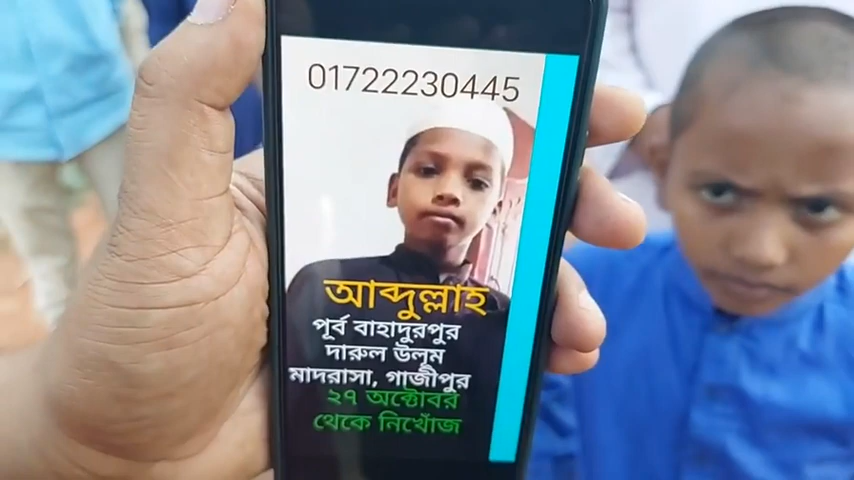 01722230445
আব্দুল্লাহ
পূর্ব বাহাদুরপুর
দারুল উলুম
মাদরাসা, গাজীপুর
২৭ অক্টোবর
থেকে নিখোঁজ